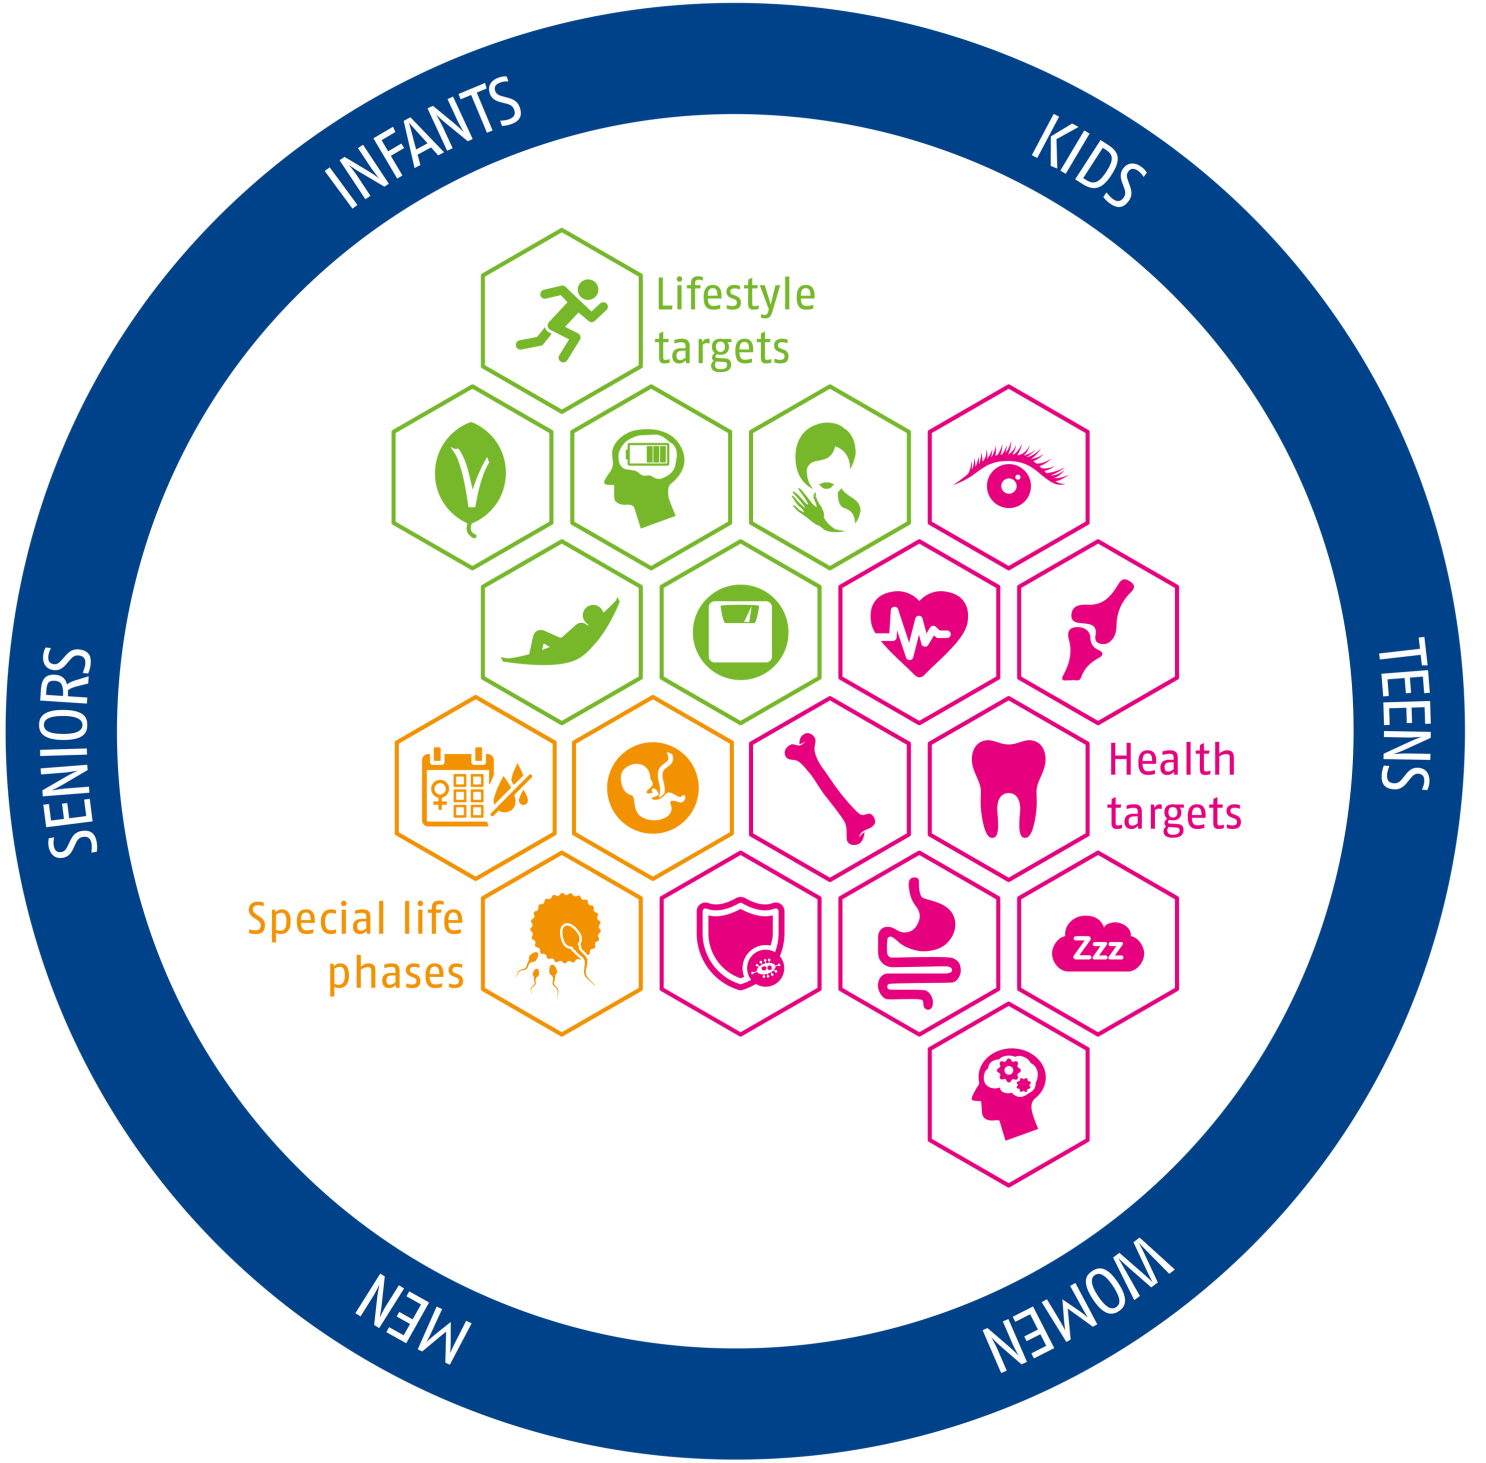 INFANTS
KIDS
Lifestyle
targets
V
TEENS
SENIORS
Health
targets
Special life
phases
Zzz
WOMEN
MEN